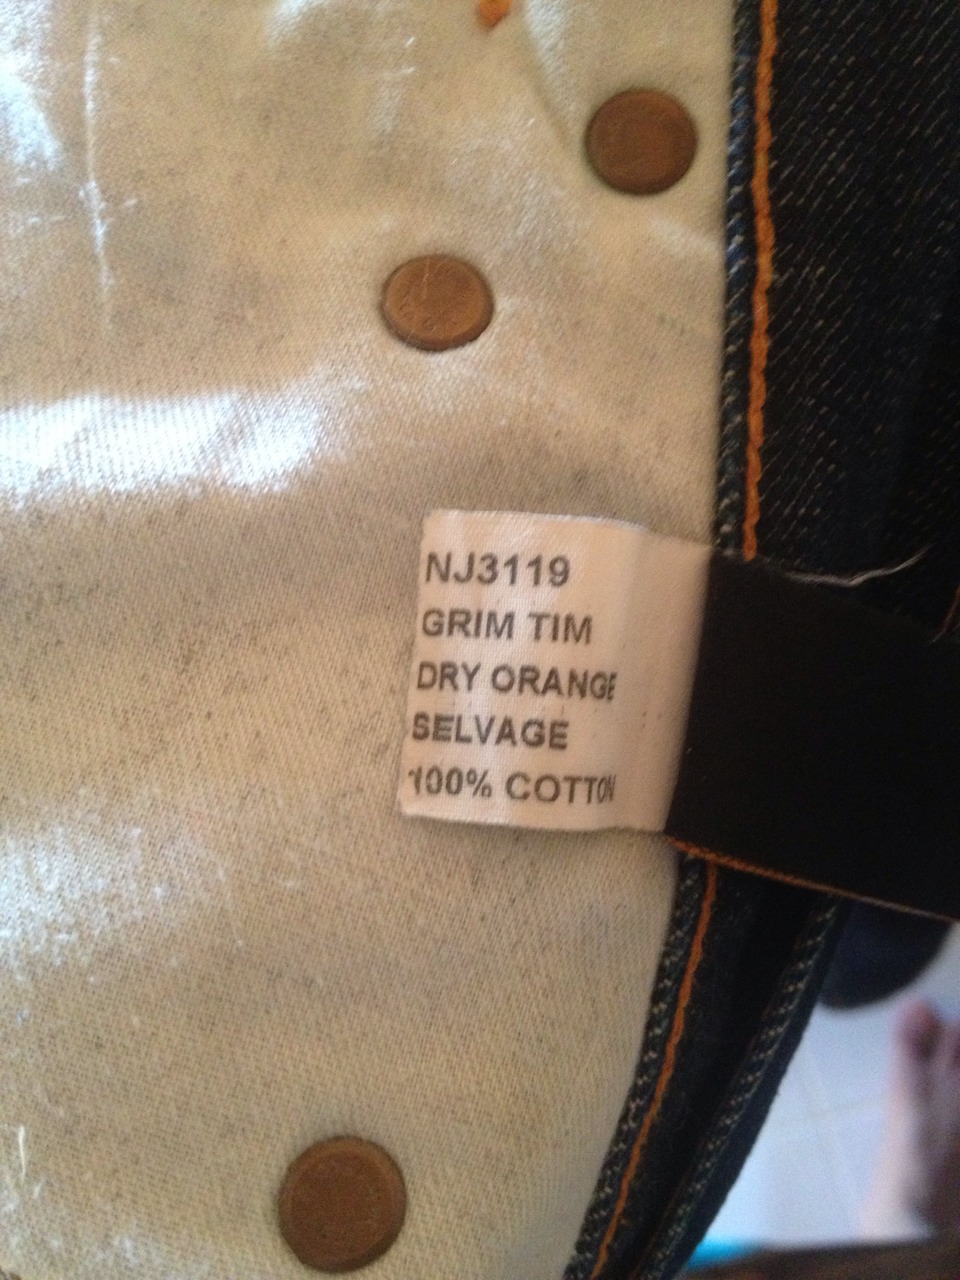 NJ3119
GRIM TIM
DRY ORANGE
SELVAGE
100% COTTON